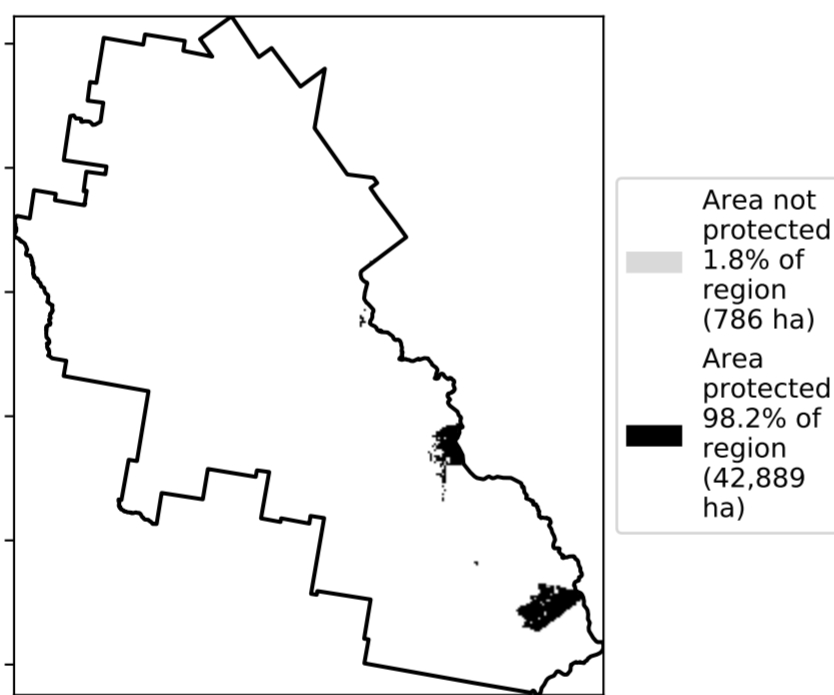 Area not
protected
1.8% of
region
(786 ha)
Area
protected
98.2% of
region
(42,889
ha)